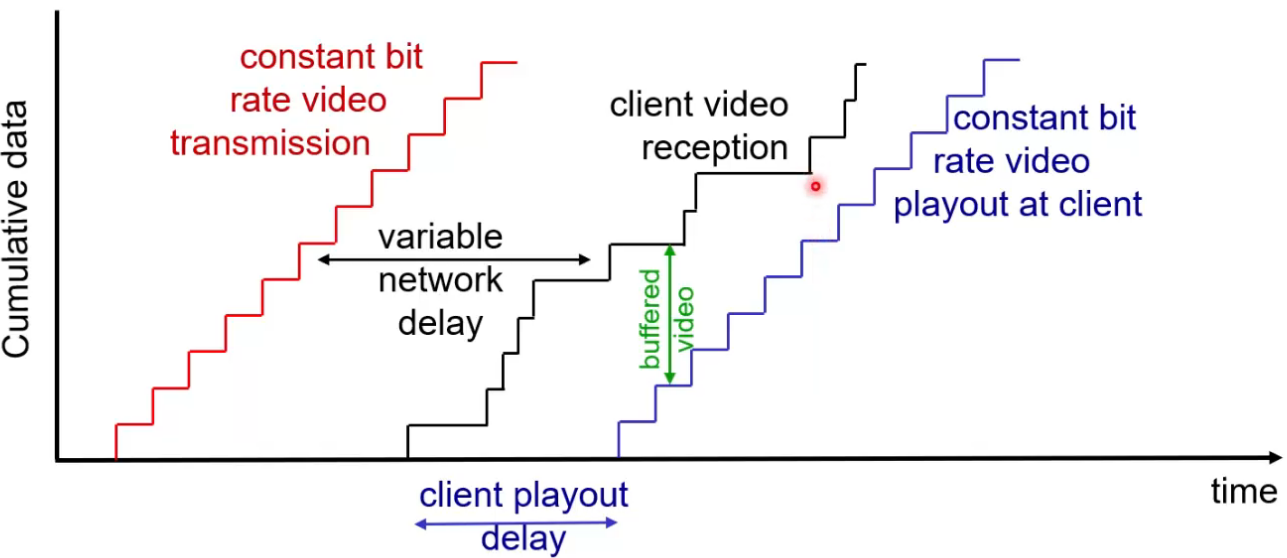 constant bit
rate video
transmission
client video
reception
constant bit
rate video
playout at client
variable
network
delay
buffered
video
Cumulative data
time
client playout
delay